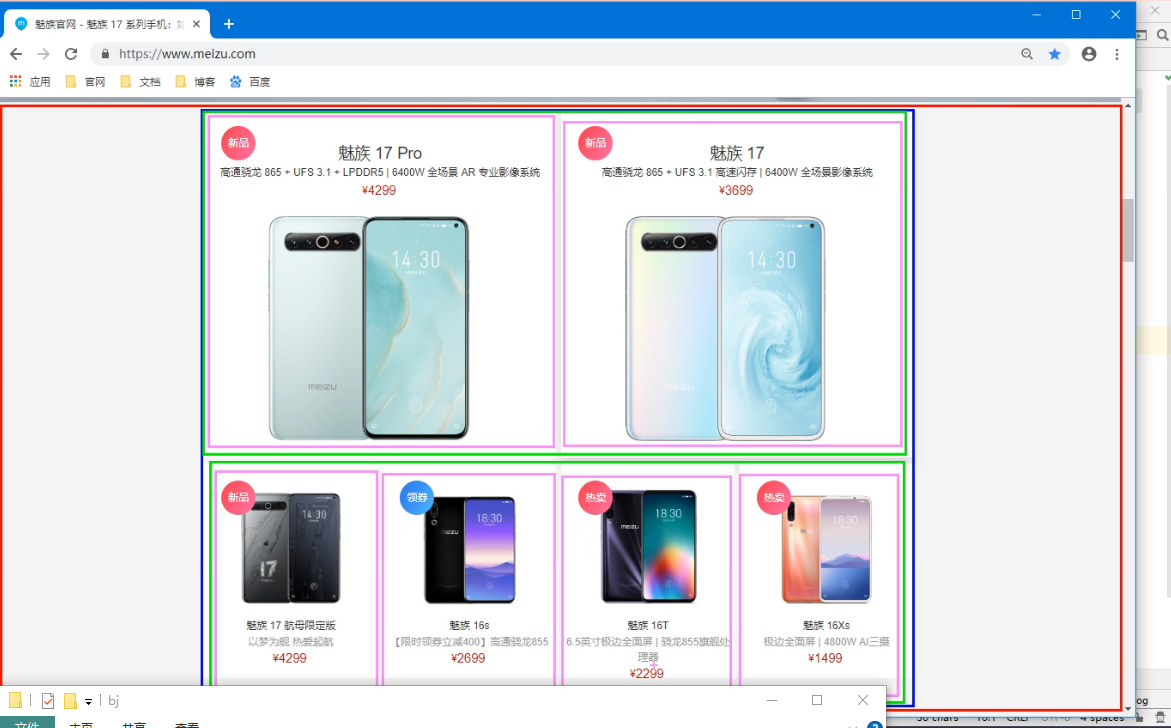 魅族官网 - 魅族 17 系列手机:
https://www.meizu.com
应用 官网 文档 博客 百度
新品
魅族 17 Pro
高通骁龙 865 + UFS 3.1 + LPDDR5 | 6400W 全场景 AR 专业影像系统
¥4299
14:30
MEIZU
新品
魅族 17
高通骁龙 865 + UFS 3.1 高速闪存 | 6400W 全场景影像系统
¥3699
14:30
MEIZU
新品
14:30
17
魅族 17 航母限定版
以梦为舰 热爱起航
¥4299
领券
MEIZU
18:30
魅族 16s
【限时领券立减400】高通骁龙855
¥2699
热卖
MEIZU
18:30
魅族 16T
6.5英寸极边全面屏 | 骁龙855旗舰处
理器
¥2299
热卖
18:30
魅族 16Xs
极边全面屏 | 4800W AI三摄
¥1499
bj
文件 主页 共享 查看
og
50 chars 16:1 CRLF UTF-8 4 spaces